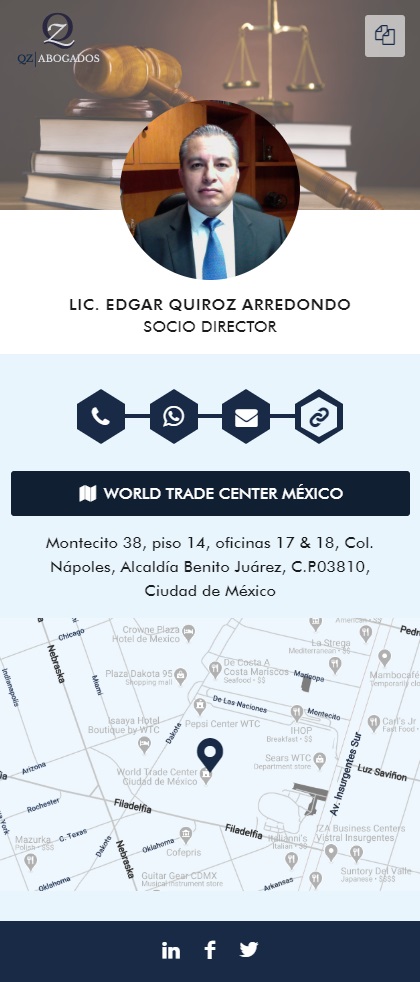 QZ
QZ|ABOGADOS
LIC. EDGAR QUIROZ ARREDONDO
SOCIO DIRECTOR
WORLD TRADE CENTER MÉXICO
Montecito 38, piso 14, oficinas 17 & 18, Col.
Nápoles, Alcaldía Benito Juárez, C.P.03810,
Ciudad de México
American - $$
Chicago
Crowne Plaza
Hotel de Mexico
La Strega
Mediterranean - $$
Pedr
Nebraska
Indianapolis
Miami
Plaza Dakota 95
Shopping mall
De Costa A
Costa Mariscos
Seafood - $$
Maricopa
Mambocafé
Temporarily clo
De Las Naciones
Montecito
Isaaya Hotel
Boutique by WTC
Dakota
Pepsi Center WTC
IHOP
Breakfast - $$
Carl's Jr
Fast Food -
Arizona
World Trade Center
Ciudad de México
Sears WTC
Department store
Av. Insurgentes Sur
Luz Saviñon
Rochester
Filadelfia
Filadelfia
Mazurka
Polish - $$$
C. Texas
Dakota
Nebraska
Oklahoma
Cofepris
Italianni's
Italian - $$
IZA Business Centers
Vistral Insurgentes
Oklahoma
Guitar Gear CDMX
Musical instrument store
Arkansas
Suntory Del Valle
Japanese - $$$$